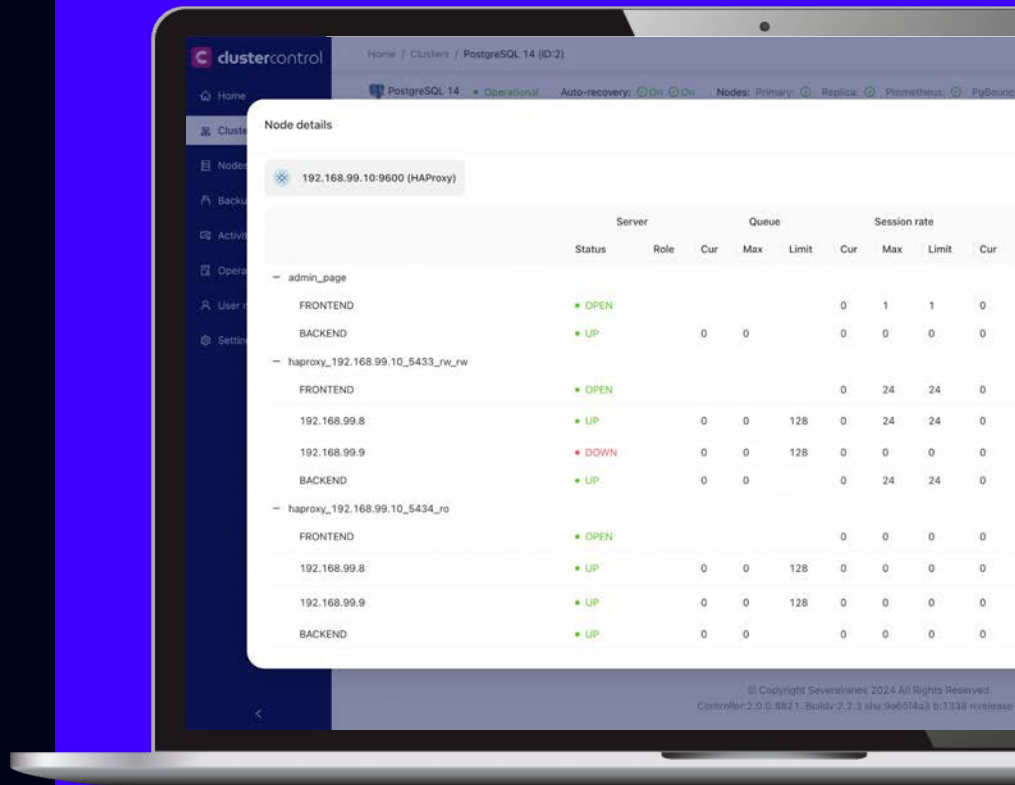 clustercontrol
Home / Clusters / PostgreSQL 14 (ID:2)
PostgreSQL 14 • Operational Auto-recovery: On On Nodes: Primary: Replica: Prometheus:
Home
Node details
192.168.99.10:9600 (HAProxy)
Server Queue Session rate
Status Role Cur Max Limit Cur Max Limit Cur
− admin_page
FRONTEND • OPEN 0 1 1 0
BACKEND • UP 0 0 0 0 0 0
− haproxy_192.168.99.10_5433_rw_rw
FRONTEND • OPEN 0 24 24 0
192.168.99.8 • UP 0 0 128 0 24 24 0
192.168.99.9 • DOWN 0 0 128 0 0 0 0
BACKEND • UP 0 0 0 24 24 0
− haproxy_192.168.99.10_5434_ro
FRONTEND • OPEN 0 0 0 0
192.168.99.8 • UP 0 0 128 0 0 0 0
192.168.99.9 • UP 0 0 128 0 0 0 0
BACKEND • UP 0 0 0 0 0 0
© Copyright Severalnines 2024 All Rights Reserved.